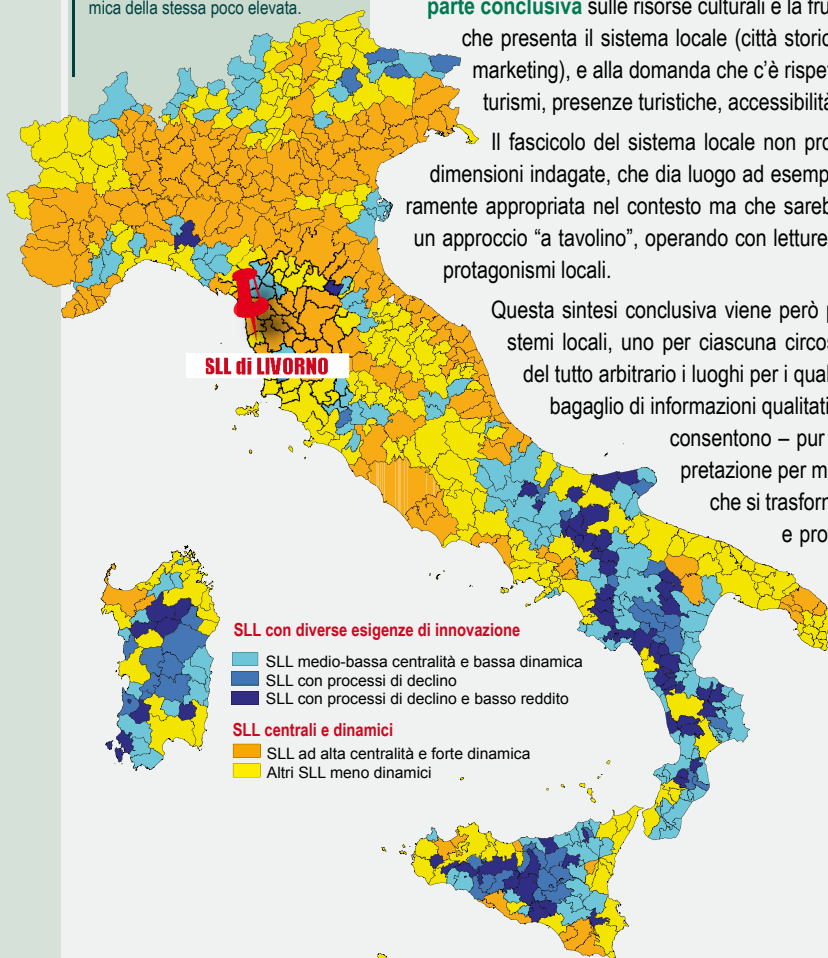 mica della stessa poco elevata.
parte conclusiva sulle risorse culturali e la fru
che presenta il sistema locale (città storic
marketing), e alla domanda che c'è rispet
turismi, presenze turistiche, accessibilità
Il fascicolo del sistema locale non pro
dimensioni indagate, che dia luogo ad esemp
ramente appropriata nel contesto ma che sareb
un approccio "a tavolino", operando con letture
protagonismi locali.
Questa sintesi conclusiva viene però p
stemi locali, uno per ciascuna circos
del tutto arbitrario i luoghi per i qual
bagaglio di informazioni qualitati
consentono – pur
pretazione per m
che si trasforn
e pro
SLL di LIVORNO
SLL con diverse esigenze di innovazione
SLL medio-bassa centralità e bassa dinamica
SLL con processi di declino
SLL con processi di declino e basso reddito
SLL centrali e dinamici
SLL ad alta centralità e forte dinamica
Altri SLL meno dinamici